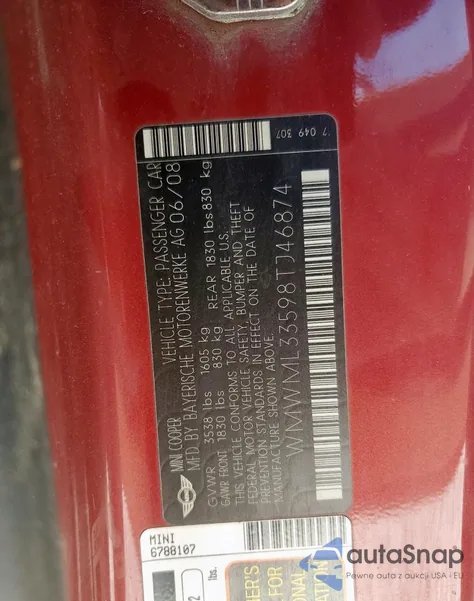 MINI COOPER VEHICLE TYPE: PASSENGER CAR
MFD. BY BAYERISCHE MOTORENWERKE AG 06/08
GVWR 3538 lbs 1605 kg
GAWR FRONT 1830 lbs 830 kg REAR 1830 lbs 830 kg
THIS VEHICLE CONFORMS TO ALL APPLICABLE U.S.
FEDERAL MOTOR VEHICLE SAFETY, BUMPER AND THEFT
PREVENTION STANDARDS IN EFFECT ON THE DATE OF
MANUFACTURE SHOWN ABOVE.
WMWML33598TJ46874
7 049 307
MINI
6788107
lbs.
2
autoSnap
Pewne auta z aukcji USA i EU